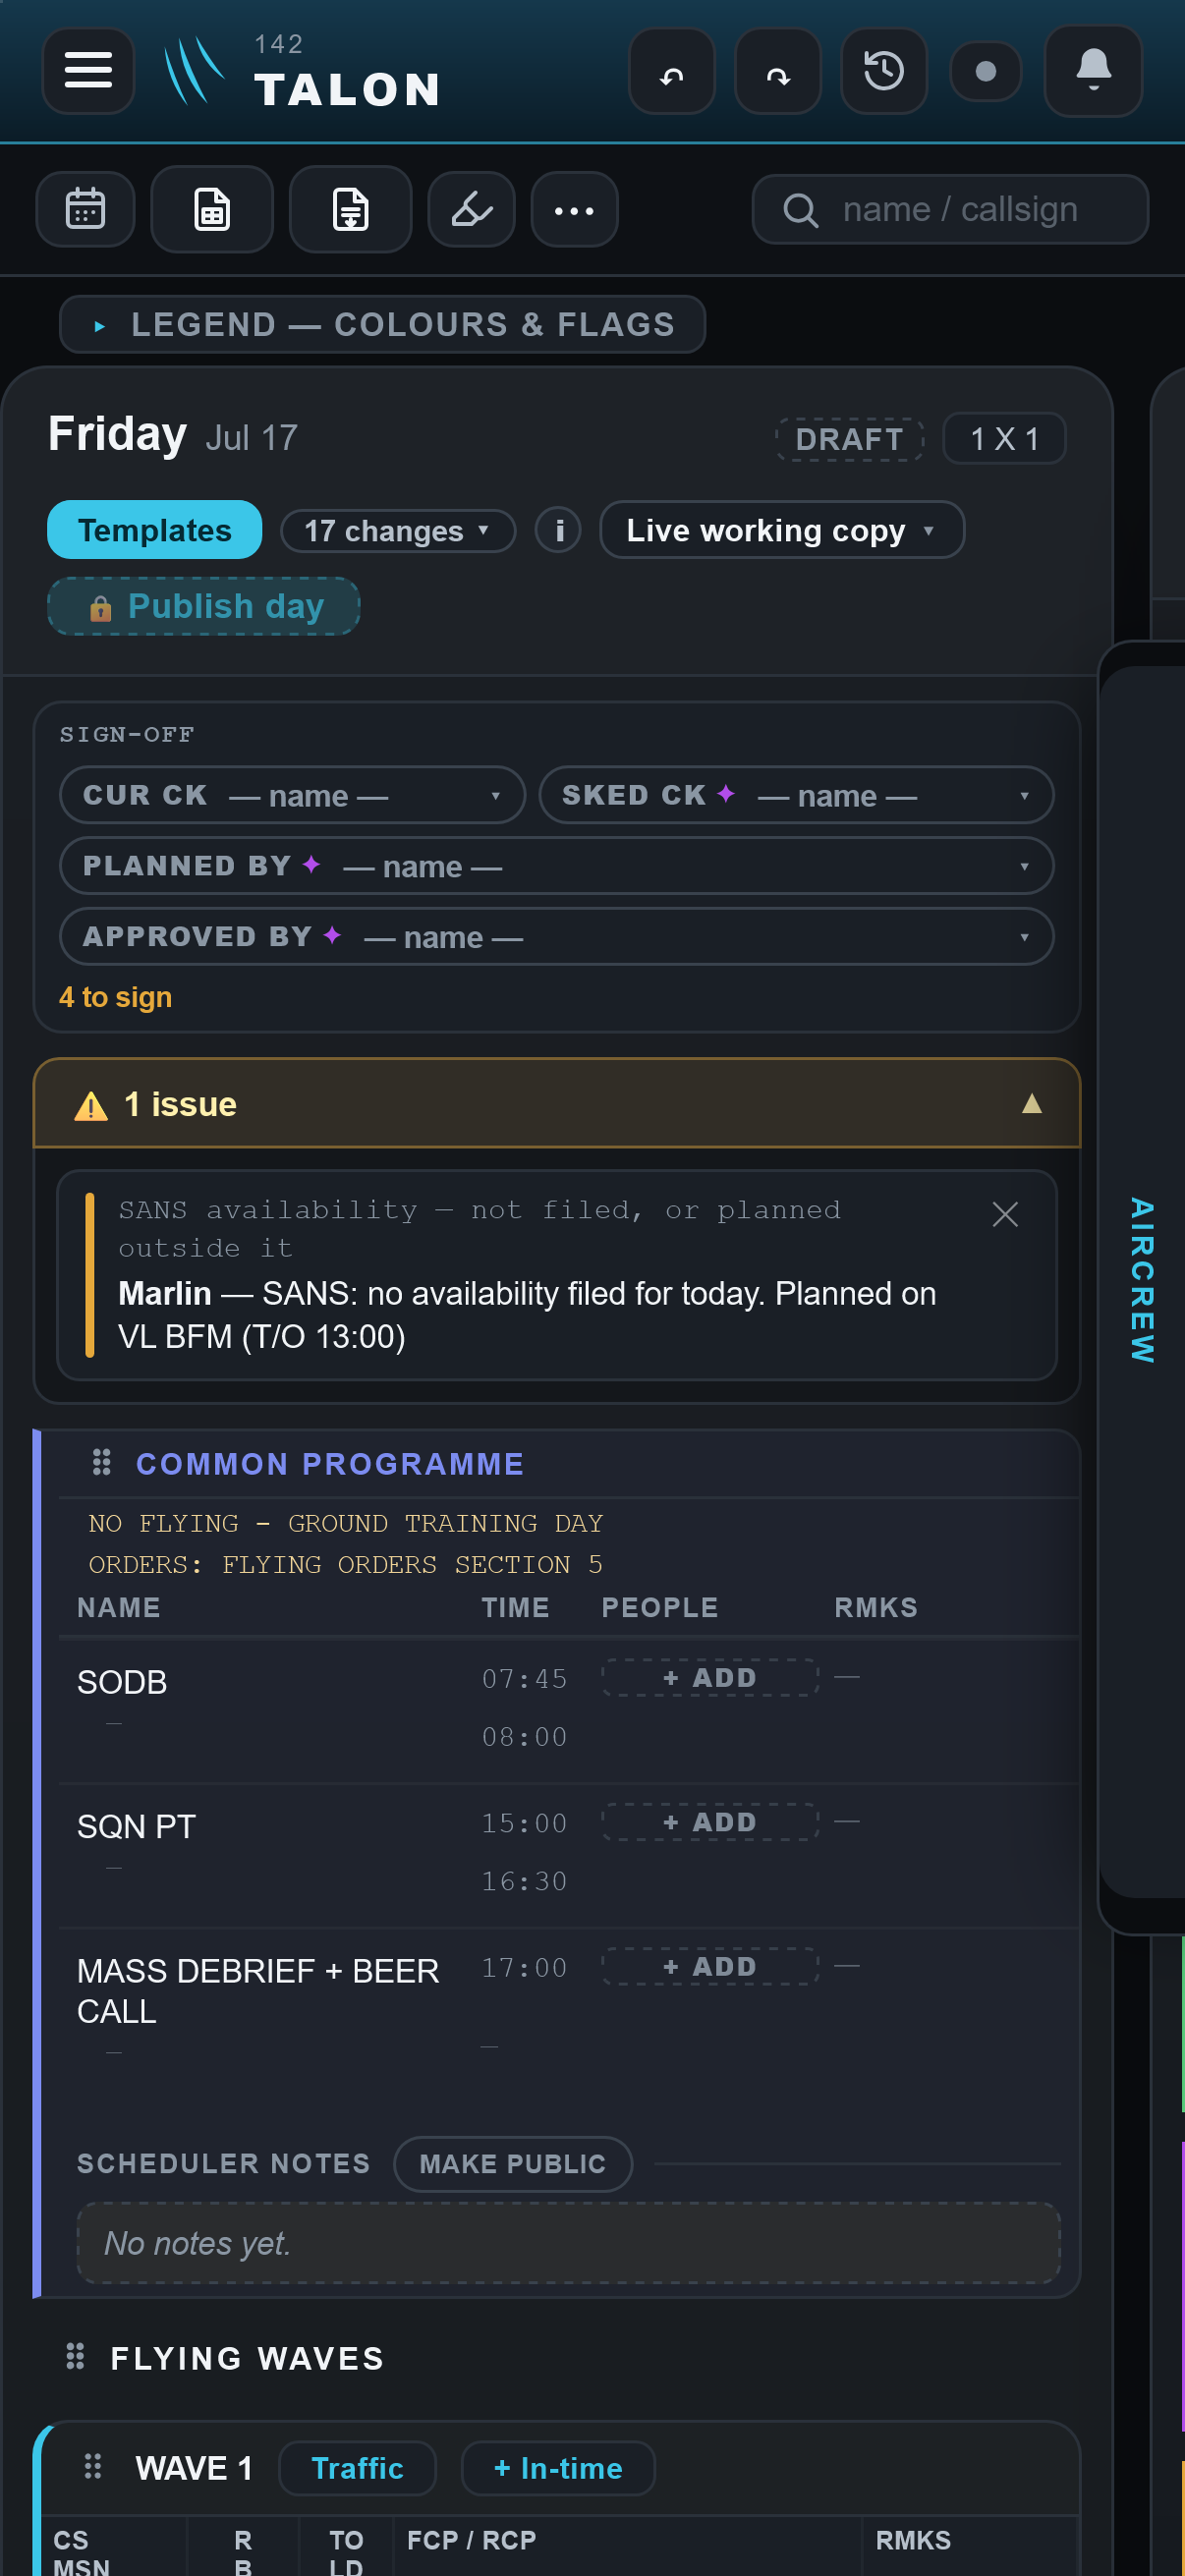 142
TALON
name / callsign
▸ LEGEND — COLOURS & FLAGS
Friday Jul 17 DRAFT 1 X 1
Templates 17 changes ▾ i Live working copy ▾
Publish day
SIGN-OFF
CUR CK — name — ▾ SKED CK ✦ — name — ▾
PLANNED BY ✦ — name — ▾
APPROVED BY ✦ — name — ▾
4 to sign
1 issue ▲
SANS availability — not filed, or planned
outside it
Marlin — SANS: no availability filed for today. Planned on
VL BFM (T/O 13:00)
AIRCREW
COMMON PROGRAMME
NO FLYING - GROUND TRAINING DAY
ORDERS: FLYING ORDERS SECTION 5
NAME TIME PEOPLE RMKS
SODB 07:45 + ADD —
— 08:00
SQN PT 15:00 + ADD —
— 16:30
MASS DEBRIEF + BEER 17:00 + ADD —
CALL
— —
SCHEDULER NOTES MAKE PUBLIC
No notes yet.
FLYING WAVES
WAVE 1 Traffic + In-time
CS R TO FCP / RCP RMKS
MSN B LD